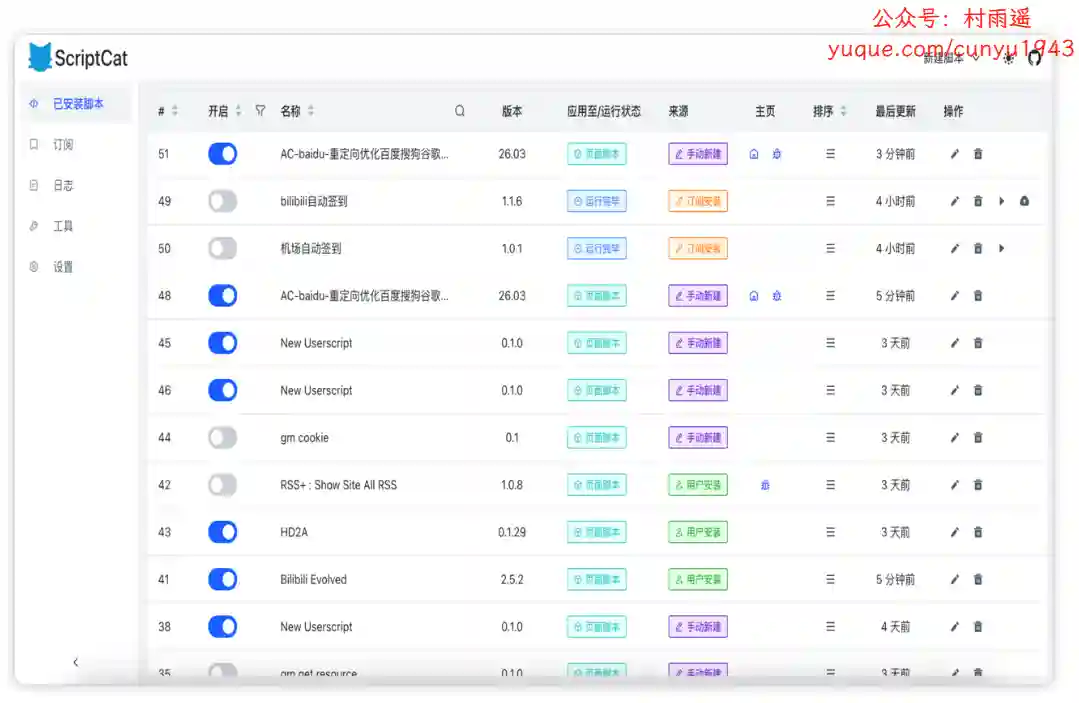 公众号：村雨遥
yuque.com/cunyu1943
ScriptCat
新建脚本
已安装脚本
订阅
日志
工具
设置
# 开启 名称 版本 应用至/运行状态 来源 主页 排序 最后更新 操作
51 AC-baidu-重定向优化百度搜狗谷歌... 26.03 页面脚本 手动新建 3 分钟前
49 bilibili自动签到 1.1.6 运行完毕 订阅安装 4 小时前
50 机场自动签到 1.0.1 运行完毕 订阅安装 4 小时前
48 AC-baidu-重定向优化百度搜狗谷歌... 26.03 页面脚本 手动新建 5 分钟前
45 New Userscript 0.1.0 页面脚本 手动新建 3 天前
46 New Userscript 0.1.0 页面脚本 手动新建 3 天前
44 gm cookie 0.1 页面脚本 手动新建 3 天前
42 RSS+ : Show Site All RSS 1.0.8 页面脚本 用户安装 3 天前
43 HD2A 0.1.29 页面脚本 用户安装 3 天前
41 Bilibili Evolved 2.5.2 页面脚本 用户安装 5 分钟前
38 New Userscript 0.1.0 页面脚本 手动新建 4 天前
35 gm get resource 0.1.0 页面脚本 手动新建 3 天前